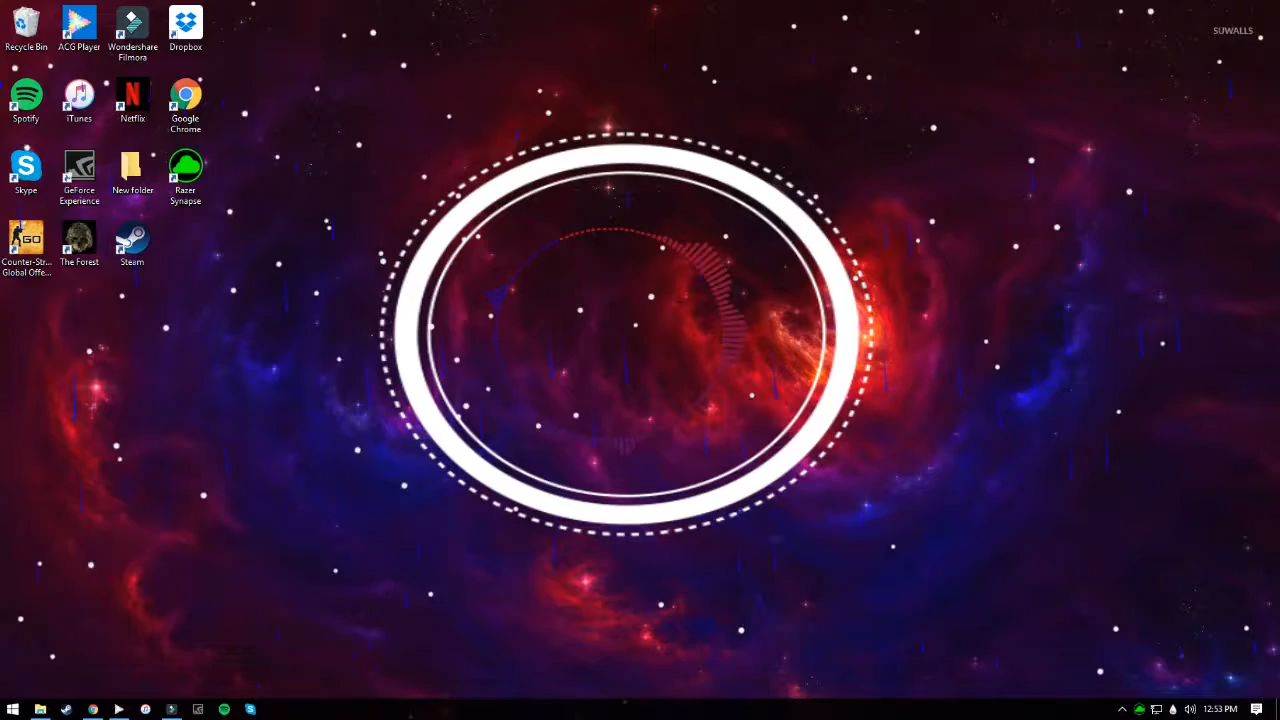 SUWALLS
Recycle Bin
ACG Player
Wondershare
Filmora
Dropbox
Spotify
iTunes
Netflix
Google
Chrome
Skype
GeForce
Experience
New folder
Razer
Synapse
Counter-Str...
Global Offe...
The Forest
Steam
12:53 PM